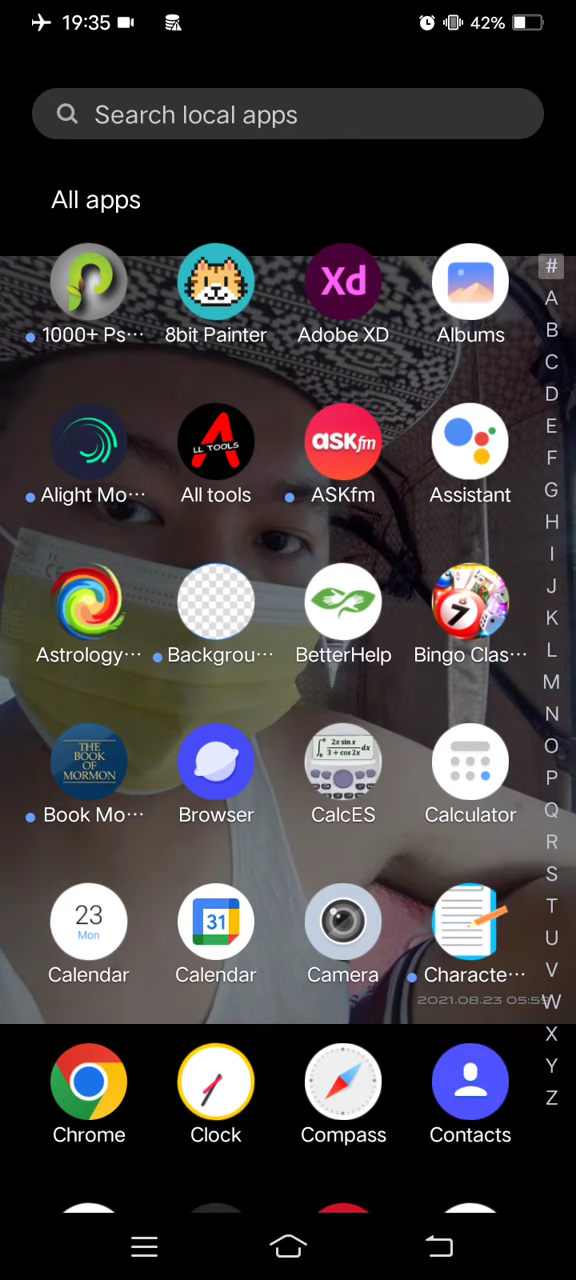 19:35
42%
Search local apps
All apps
#
1000+ Ps···
8bit Painter
Adobe XD
Albums
Xd
A
B
C
D
E
F
G
H
I
J
K
L
M
N
O
P
Q
R
S
T
U
V
W
X
Y
Z
A
LL TOOLS
ASKfm
Alight Mo···
All tools
ASKfm
Assistant
7
Astrology···
Backgrou···
BetterHelp
Bingo Clas···
THE
BOOK
OF
MORMON
Book Mo···
Browser
CalcES
Calculator
23
Mon
31
Calendar
Calendar
Camera
Characte···
2021.08.23 05:55
Chrome
Clock
Compass
Contacts